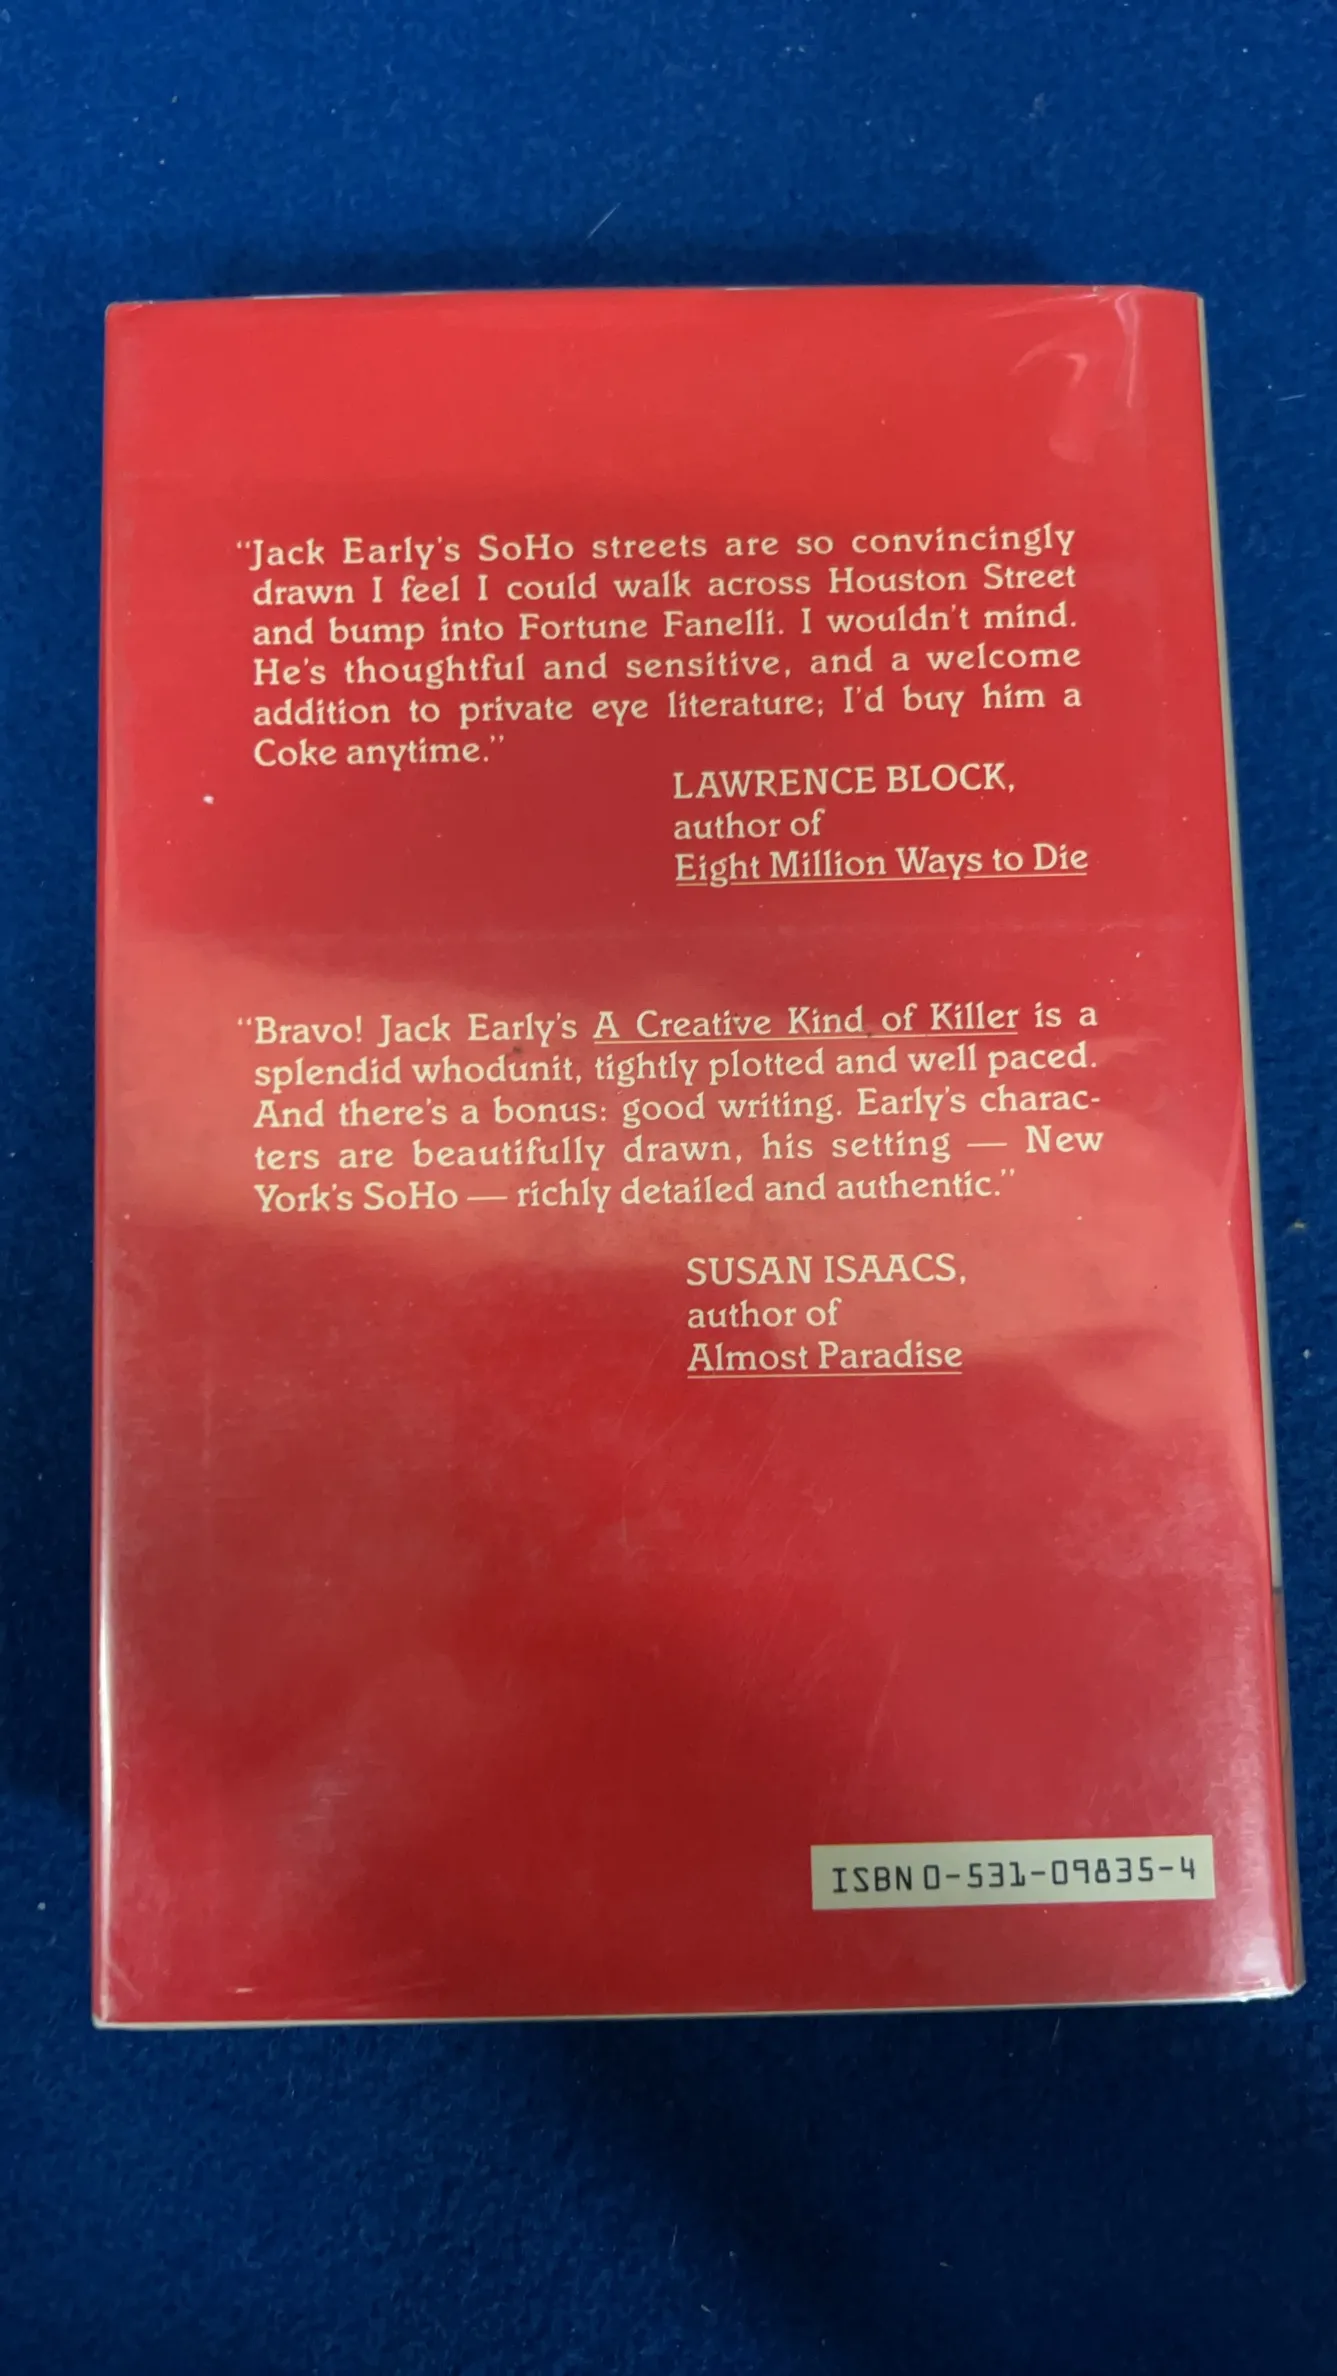 “Jack Early's SoHo streets are so convincingly
drawn I feel I could walk across Houston Street
and bump into Fortune Fanelli. I wouldn't mind.
He's thoughtful and sensitive, and a welcome
addition to private eye literature; I'd buy him a
Coke anytime.”
LAWRENCE BLOCK,
author of
Eight Million Ways to Die
“Bravo! Jack Early's A Creative Kind of Killer is a
splendid whodunit, tightly plotted and well paced.
And there's a bonus: good writing. Early's charac-
ters are beautifully drawn, his setting — New
York's SoHo — richly detailed and authentic.”
SUSAN ISAACS,
author of
Almost Paradise
ISBN 0-531-09835-4